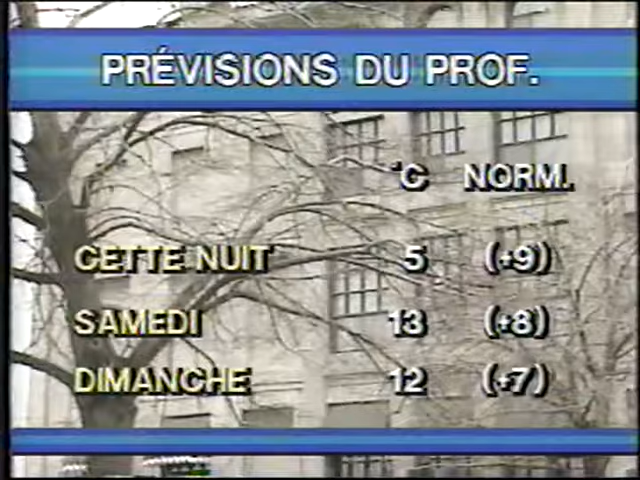 PRÉVISIONS DU PROF.
°C NORM.
CETTE NUIT 5 (+9)
SAMEDI 13 (+8)
DIMANCHE 12 (+7)